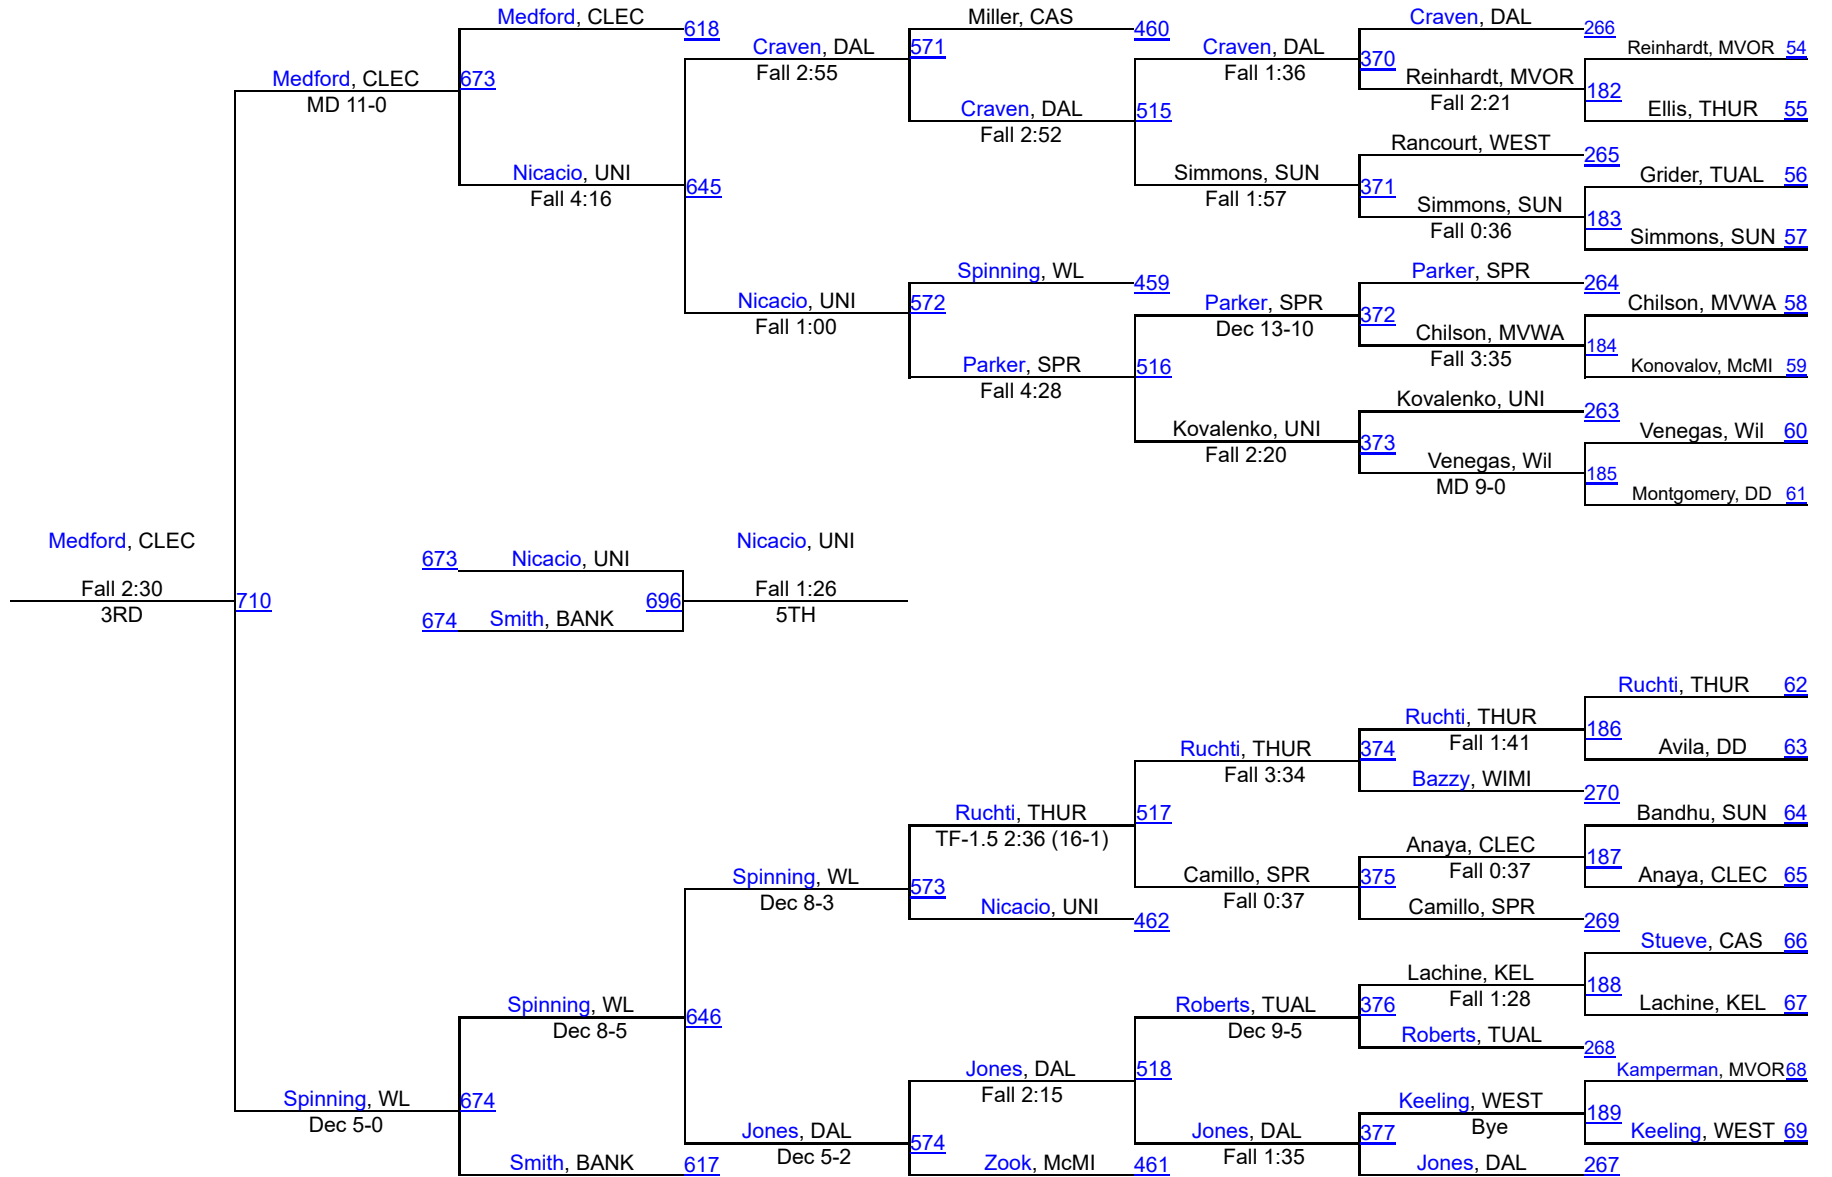 Medford, CLEC
618
Miller, CAS
460
Craven, DAL
266
Craven, DAL
571
Craven, DAL
370
Reinhardt, MVOR 54
Fall 2:55
Fall 1:36
Medford, CLEC
673
Reinhardt, MVOR
182
MD 11-0
Fall 2:21
Craven, DAL
515
Ellis, THUR 55
Fall 2:52
Rancourt, WEST
265
Nicacio, UNI
645
Simmons, SUN
371
Grider, TUAL 56
Fall 4:16
Fall 1:57
Simmons, SUN
183
Fall 0:36
Simmons, SUN 57
Spinning, WL
459
Parker, SPR
264
Nicacio, UNI
572
Parker, SPR
372
Chilson, MVWA 58
Fall 1:00
Dec 13-10
Chilson, MVWA
184
Fall 3:35
Parker, SPR
516
Konovalov, McMI 59
Fall 4:28
Kovalenko, UNI
263
Kovalenko, UNI
373
Venegas, Wil 60
Fall 2:20
Venegas, Wil
185
MD 9-0
Montgomery, DD 61
Medford, CLEC
Nicacio, UNI
673 Nicacio, UNI
Fall 2:30
710
696
Fall 1:26
3RD
674 Smith, BANK
5TH
Ruchti, THUR 62
Ruchti, THUR
186
Fall 1:41
Ruchti, THUR
374
Avila, DD 63
Fall 3:34
Bazzy, WIMI
270
Ruchti, THUR
517
Bandhu, SUN 64
TF-1.5 2:36 (16-1)
Anaya, CLEC
187
Fall 0:37
Spinning, WL
573
Camillo, SPR
375
Anaya, CLEC 65
Dec 8-3
Fall 0:37
Nicacio, UNI
462
Camillo, SPR
269
Stueve, CAS 66
Lachine, KEL
188
Fall 1:28
Spinning, WL
646
Roberts, TUAL
376
Lachine, KEL 67
Dec 8-5
Dec 9-5
Roberts, TUAL
268
Jones, DAL
518
Kamperman, MVOR68
Fall 2:15
Spinning, WL
674
Keeling, WEST
189
Dec 5-0
Bye
Jones, DAL
574
Jones, DAL
377
Keeling, WEST 69
Dec 5-2
Fall 1:35
Smith, BANK
617
Zook, McMI
461
Jones, DAL
267